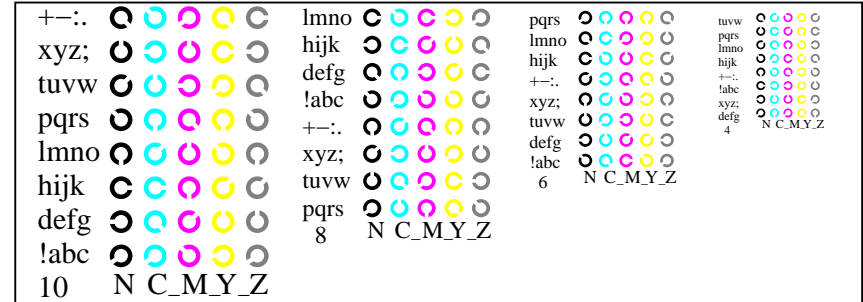 +−:.
xyz;
tuvw
pqrs
lmno
hijk
defg
!abc
10 N C_M_Y_Z
lmno
hijk
defg
!abc
+−:.
xyz;
tuvw
pqrs
8 N C_M_Y_Z
pqrs
lmno
hijk
+−:.
xyz;
tuvw
defg
!abc
6 N C_M_Y_Z
tuvw
pqrs
lmno
hijk
+−:.
!abc
xyz;
defg
4 N C_M_Y_Z